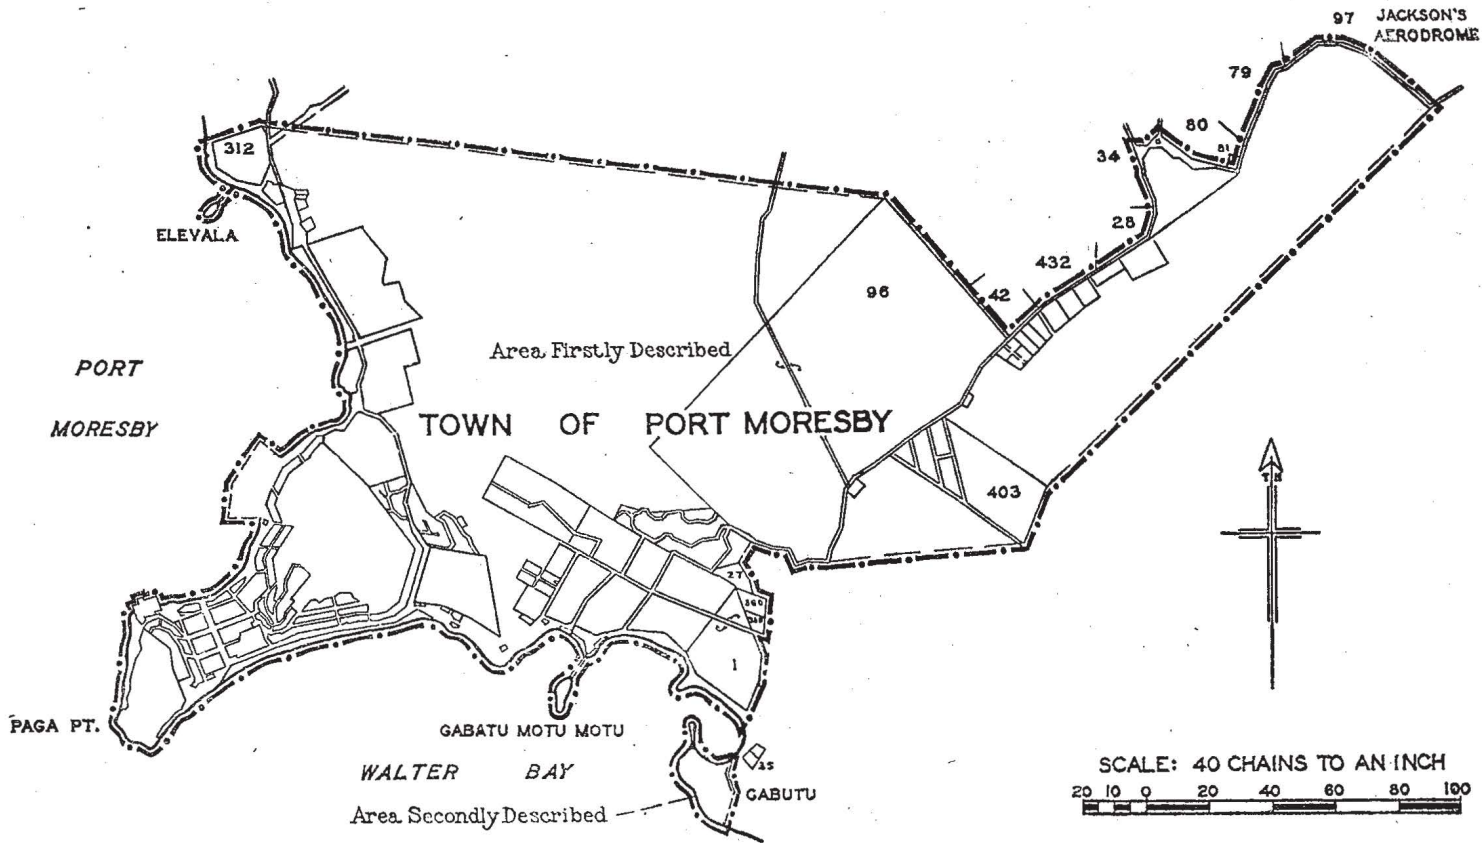 97 JACKSON'S
AERODROME
79
80
81
34
312
28
ELEVALA
432
42
96
Area Firstly Described
PORT
MORESBY
TOWN OF PORT MORESBY
403
T N
27
1
PAGA PT.
GABATU MOTU MOTU
WALTER BAY
25
GABUTU
Area Secondly Described
SCALE: 40 CHAINS TO AN INCH
20 10 0 20 40 60 80 100